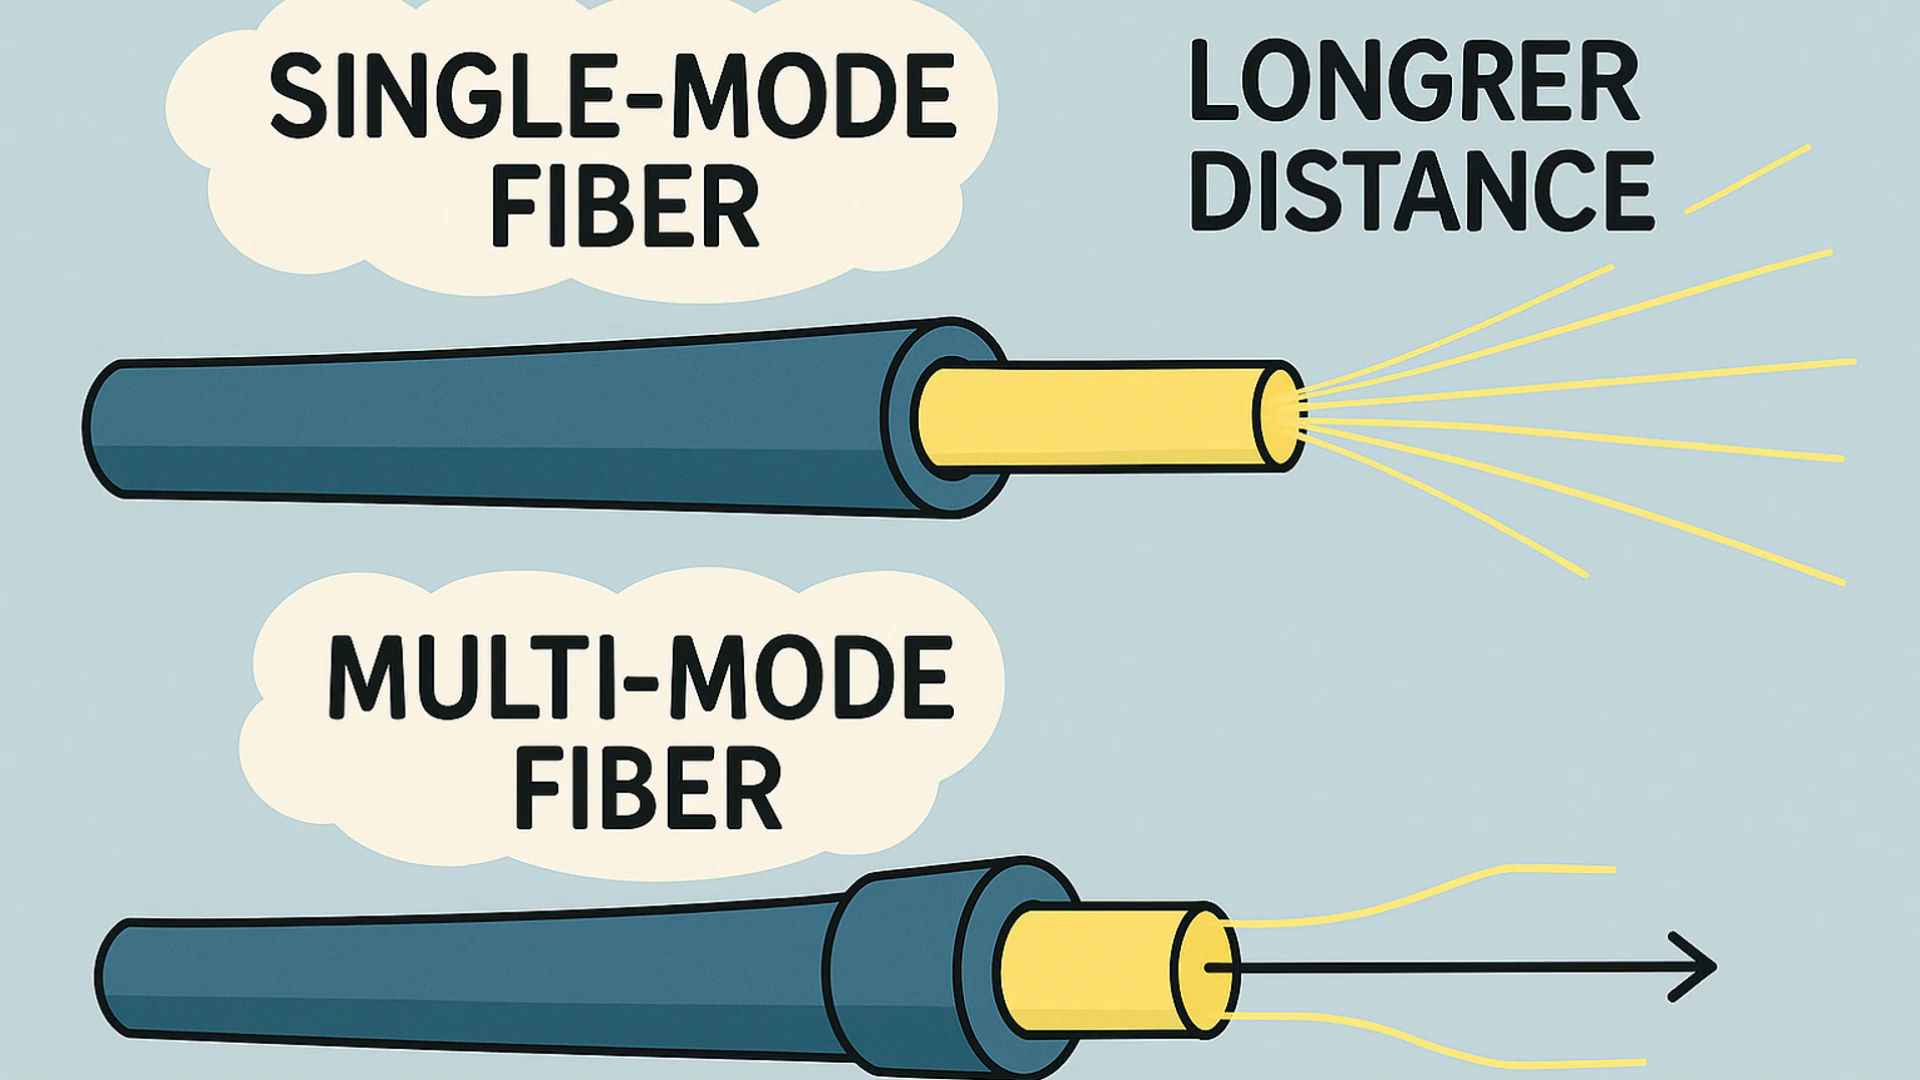 SINGLE-MODE
FIBER
LONGRER
DISTANCE
MULTI-MODE
FIBER